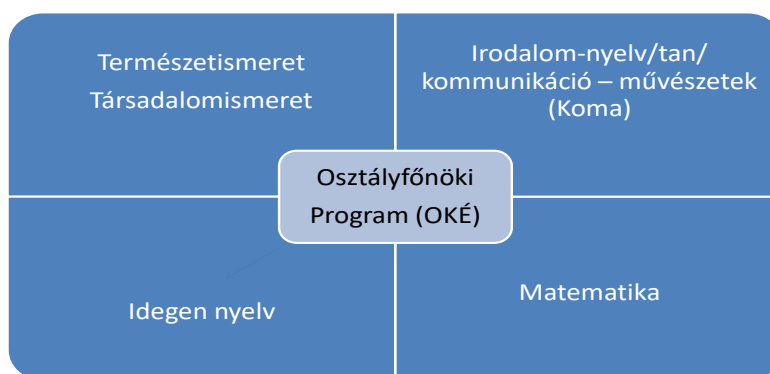 Természetismeret
Társadalomismeret
Irodalom-nyelv/tan/
kommunikáció – művészetek
(Koma)
Osztályfőnöki
Program (OKÉ)
Idegen nyelv
Matematika